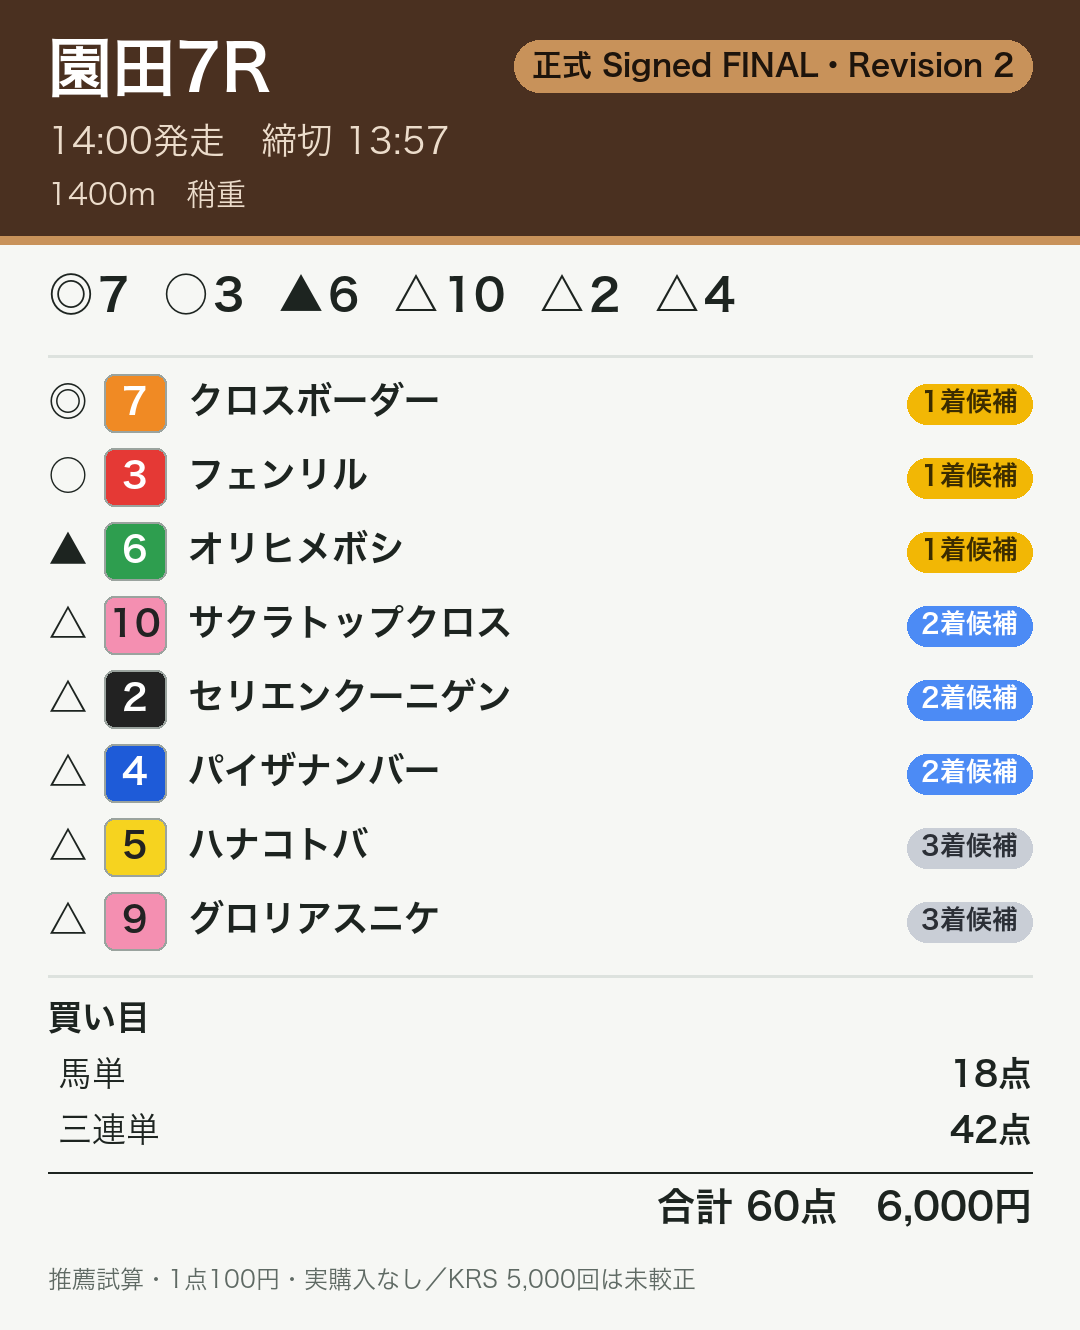 園田7R
正式 Signed FINAL・Revision 2
14:00発走　締切 13:57
1400m　稍重
◎7 ○3 ▲6 △10 △2 △4
◎ 7 クロスボーダー 1着候補
○ 3 フェンリル 1着候補
▲ 6 オリヒメボシ 1着候補
△ 10 サクラトップクロス 2着候補
△ 2 セリエンクーニゲン 2着候補
△ 4 パイザナンバー 2着候補
△ 5 ハナコトバ 3着候補
△ 9 グロリアスニケ 3着候補
買い目
馬単 18点
三連単 42点
合計 60点　6,000円
推薦試算・1点100円・実購入なし／KRS 5,000回は未較正